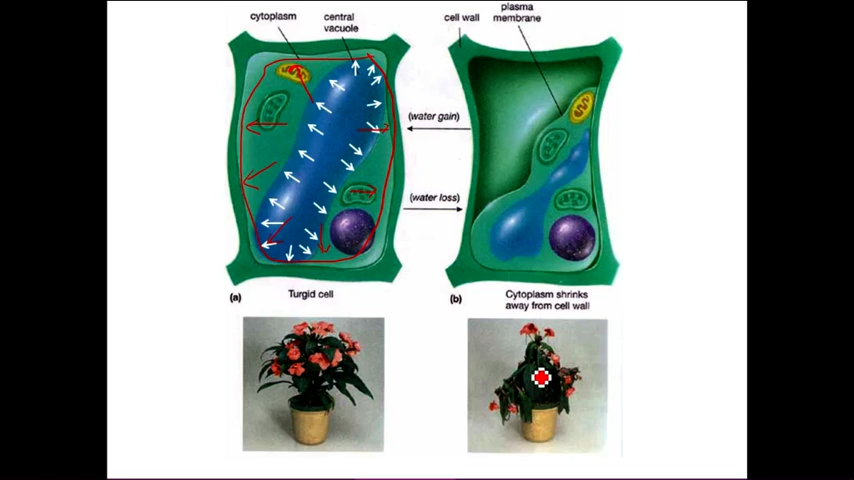 cytoplasm
central
vacuole
cell wall
plasma
membrane
(water gain)
(water loss)
(a)
Turgid cell
(b)
Cytoplasm shrinks
away from cell wall